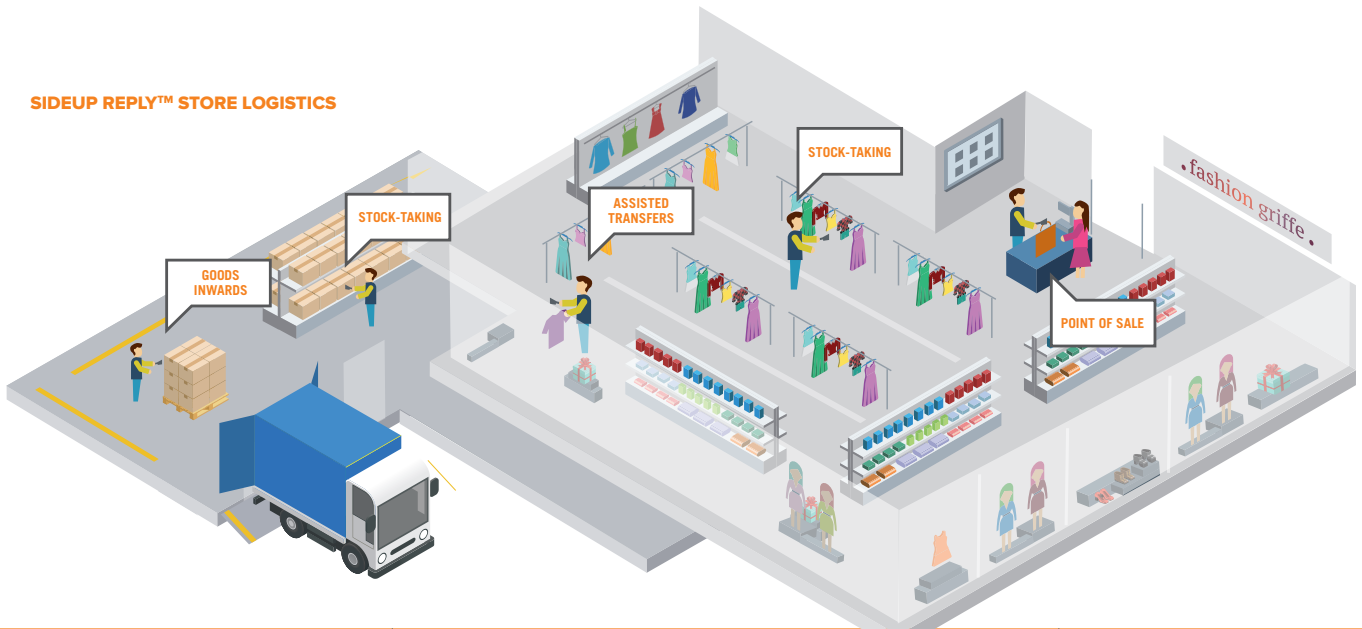 SIDEUP REPLY™ STORE LOGISTICS
STOCK-TAKING
•fashion griffe•
STOCK-TAKING
ASSISTED
TRANSFERS
GOODS
INWARDS
POINT OF SALE